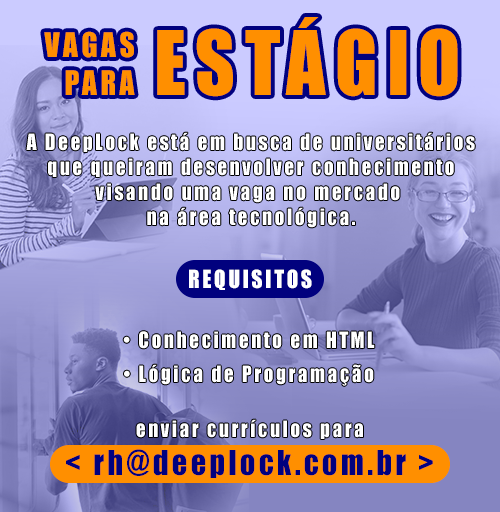 VAGAS PARA ESTÁGIO
A DeepLock está em busca de universitários
que queiram desenvolver conhecimento
visando uma vaga no mercado
na área tecnológica.
REQUISITOS
• Conhecimento em HTML
• Lógica de Programação
enviar currículos para
< rh@deeplock.com.br >